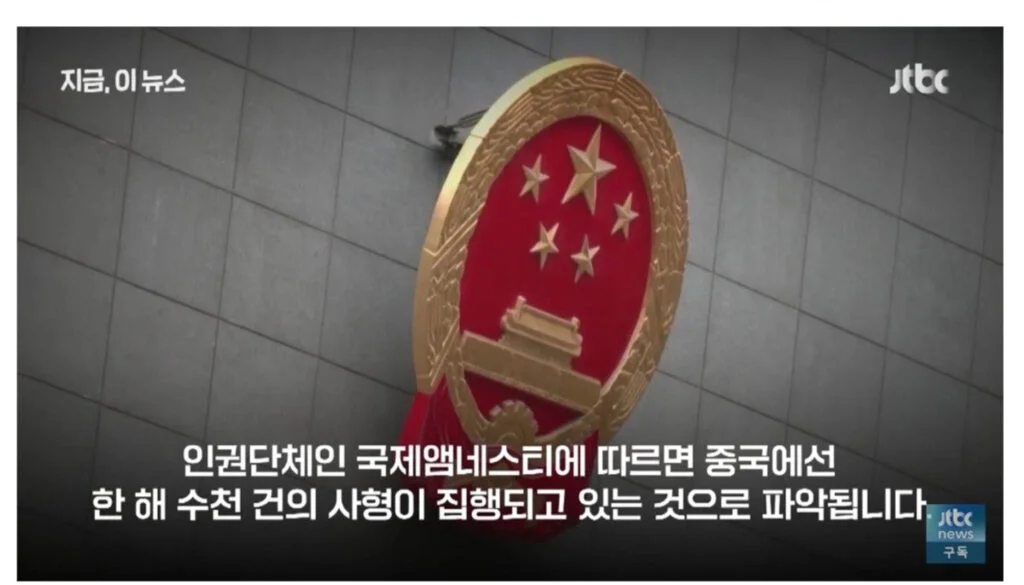 지금, 이 뉴스
jtbc
인권단체인 국제앰네스티에 따르면 중국에선
한 해 수천 건의 사형이 집행되고 있는 것으로 파악됩니다.
jtbc
news
구독